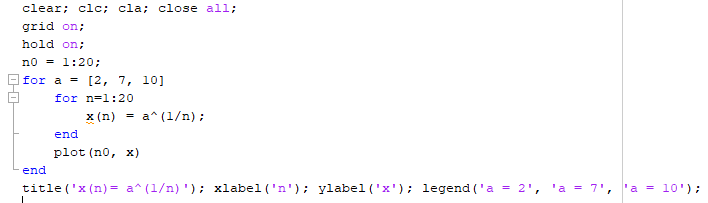 clear; clc; cla; close all;
grid on;
hold on;
n0 = 1:20;
for a = [2, 7, 10]
for n=1:20
x(n) = a^(1/n);
end
plot(n0, x)
end
title('x(n)= a^(1/n)'); xlabel('n'); ylabel('x'); legend('a = 2', 'a = 7', 'a = 10');